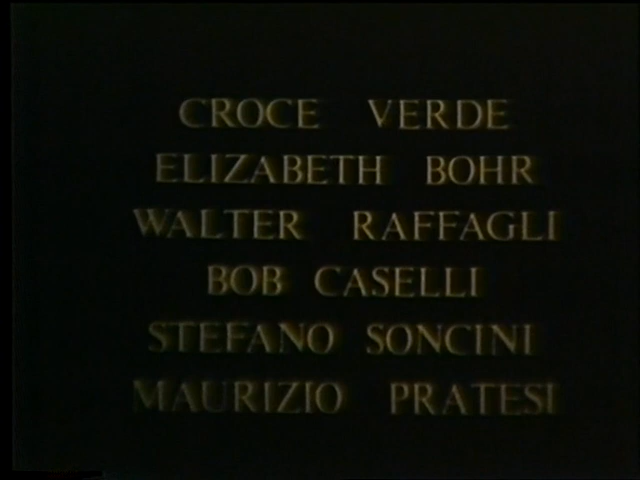 CROCE VERDE
ELIZABETH BOHR
WALTER RAFFAGLI
BOB CASELLI
STEFANO SONCINI
MAURIZIO PRATESI